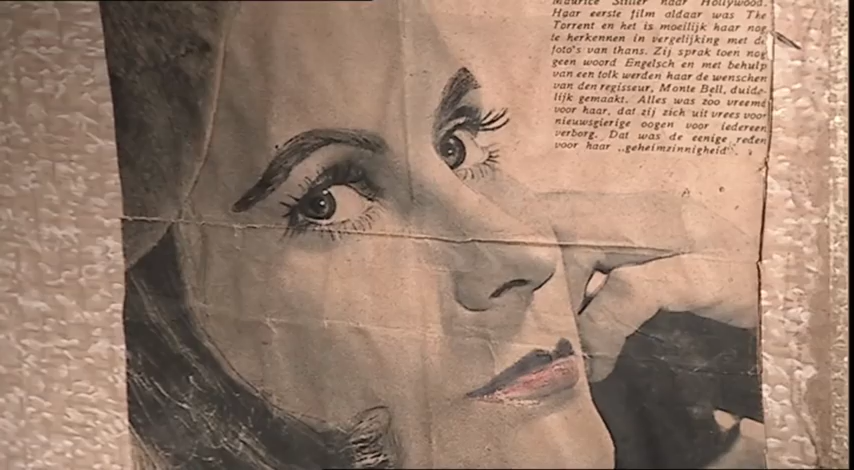 Maurice Stiller naar Hollywood.
Haar eerste film aldaar was The
Torrent en het is moeilijk haar nog
te herkennen in vergelijking met de
foto's van thans. Zij sprak toen nog
geen woord Engelsch en met behulp
van een tolk werden haar de wenschen
van den regisseur, Monte Bell, duide-
lijk gemaakt. Alles was zoo vreemd
voor haar, dat zij zich uit vrees voor
nieuwsgierige oogen voor iedereen
verborg. Dat was de eenige reden
voor haar „geheimzinnigheid".